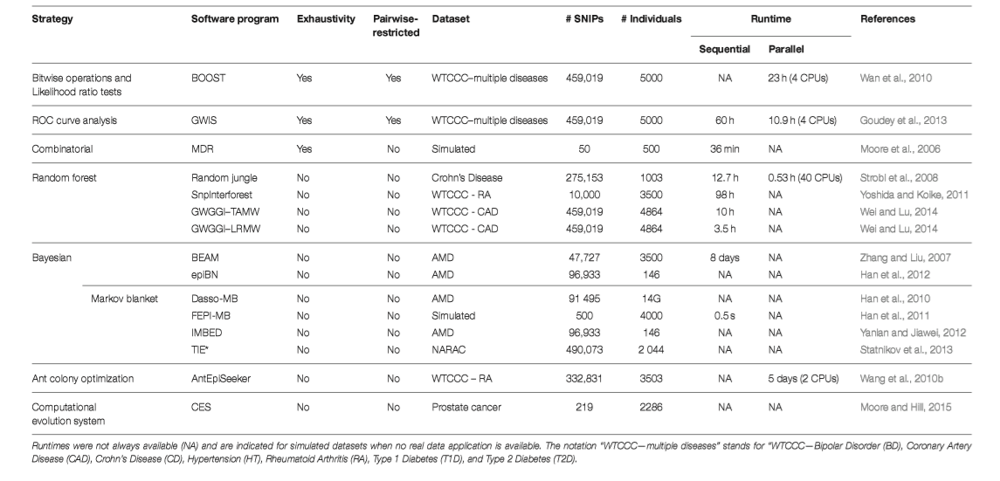 Strategy Software program Exhaustivity Pairwise- Dataset # SNIPs # Individuals Runtime References
restricted
Sequential Parallel
Bitwise operations and BOOST Yes Yes WTCCC–multiple diseases 459,019 5000 NA 23 h (4 CPUs) Wan et al., 2010
Likelihood ratio tests
ROC curve analysis GWIS Yes Yes WTCCC–multiple diseases 459,019 5000 60 h 10.9 h (4 CPUs) Goudey et al., 2013
Combinatorial MDR Yes No Simulated 50 500 36 min NA Moore et al., 2006
Random forest Random jungle No No Crohn's Disease 275,153 1003 12.7 h 0.53 h (40 CPUs) Strobl et al., 2008
SnpInterforest No No WTCCC - RA 10,000 3500 98 h NA Yoshida and Koike, 2011
GWGGI–TAMW No No WTCCC - CAD 459,019 4864 10 h NA Wei and Lu, 2014
GWGGI–LRMW No No WTCCC - CAD 459,019 4864 3.5 h NA Wei and Lu, 2014
Bayesian BEAM No No AMD 47,727 3500 8 days NA Zhang and Liu, 2007
epiBN No No AMD 96,933 146 NA NA Han et al., 2012
Markov blanket Dasso-MB No No AMD 91 495 14G NA NA Han et al., 2010
FEPI-MB No No Simulated 500 4000 0.5 s NA Han et al., 2011
IMBED No No AMD 96,933 146 NA NA Yanlan and Jiawei, 2012
TIE* No No NARAC 490,073 2 044 NA NA Statnikov et al., 2013
Ant colony optimization AntEpiSeeker No No WTCCC – RA 332,831 3503 NA 5 days (2 CPUs) Wang et al., 2010b
Computational CES No No Prostate cancer 219 2286 NA NA Moore and Hill, 2015
evolution system
Runtimes were not always available (NA) and are indicated for simulated datasets when no real data application is available. The notation "WTCCC—multiple diseases" stands for "WTCCC—Bipolar Disorder (BD), Coronary Artery
Disease (CAD), Crohn's Disease (CD), Hypertension (HT), Rheumatoid Arthritis (RA), Type 1 Diabetes (T1D), and Type 2 Diabetes (T2D).